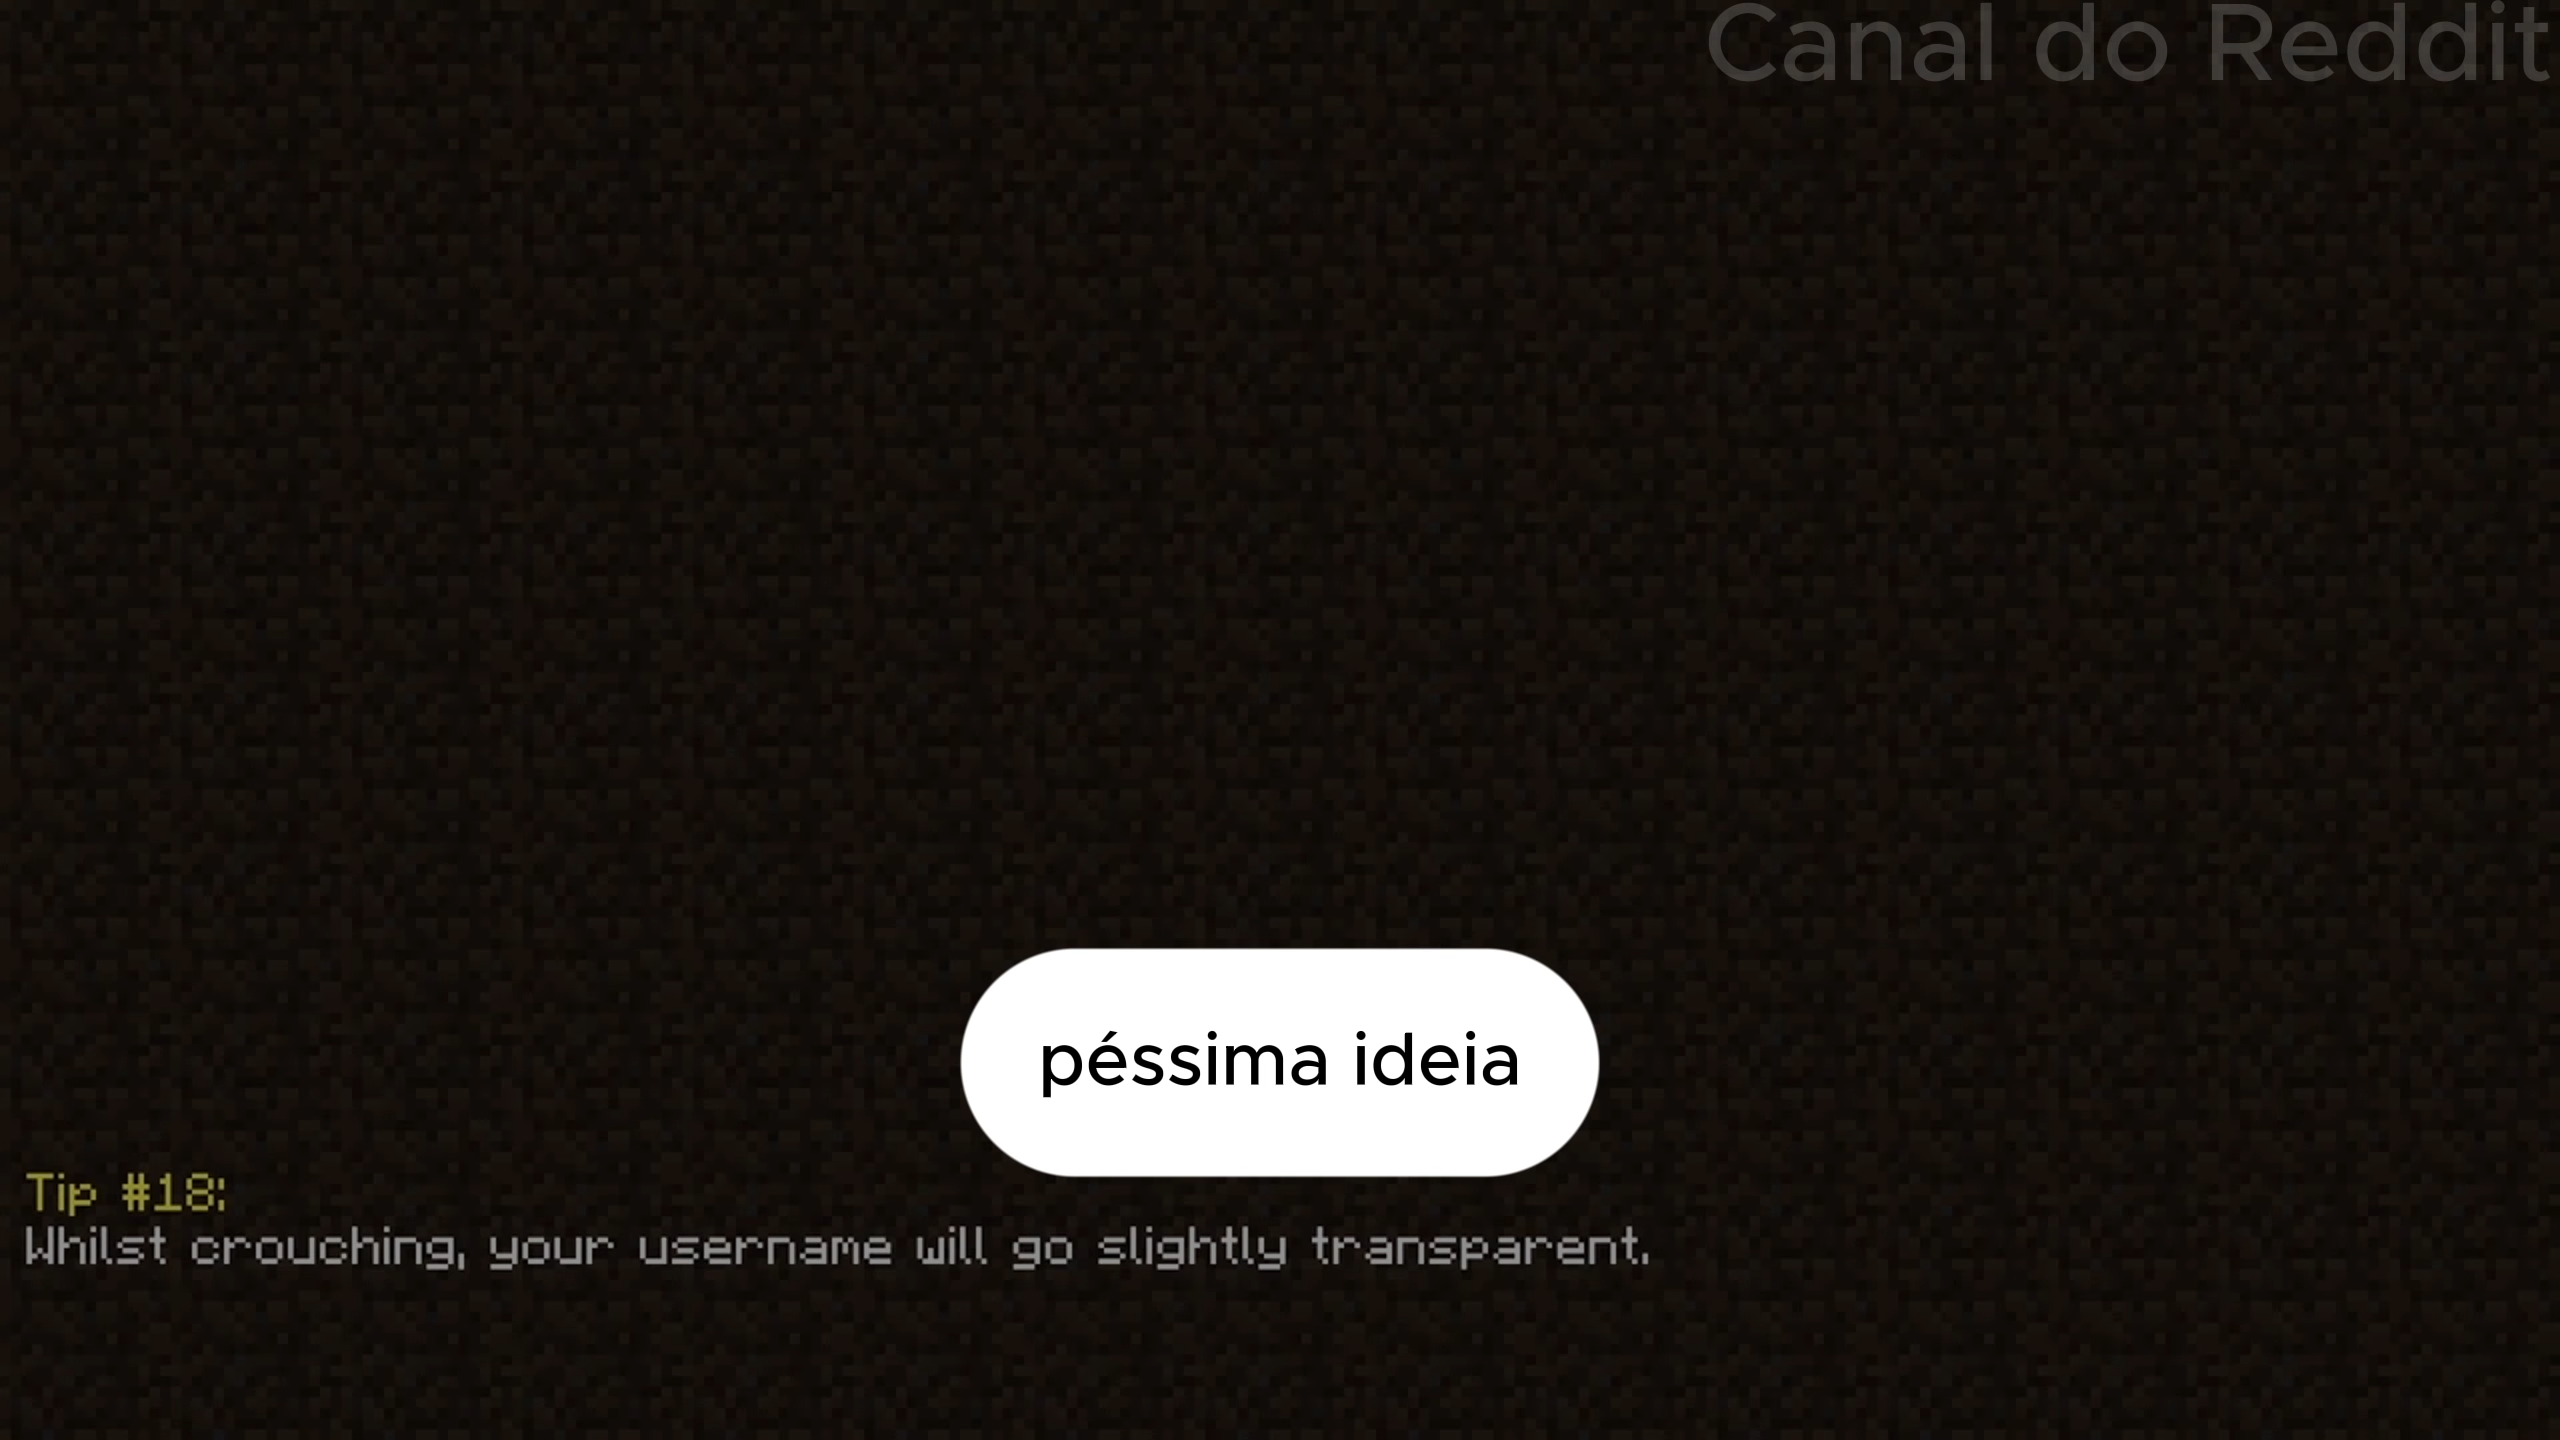 Canal do Reddit
péssima ideia
Tip #18:
Whilst crouching, your username will go slightly transparent.